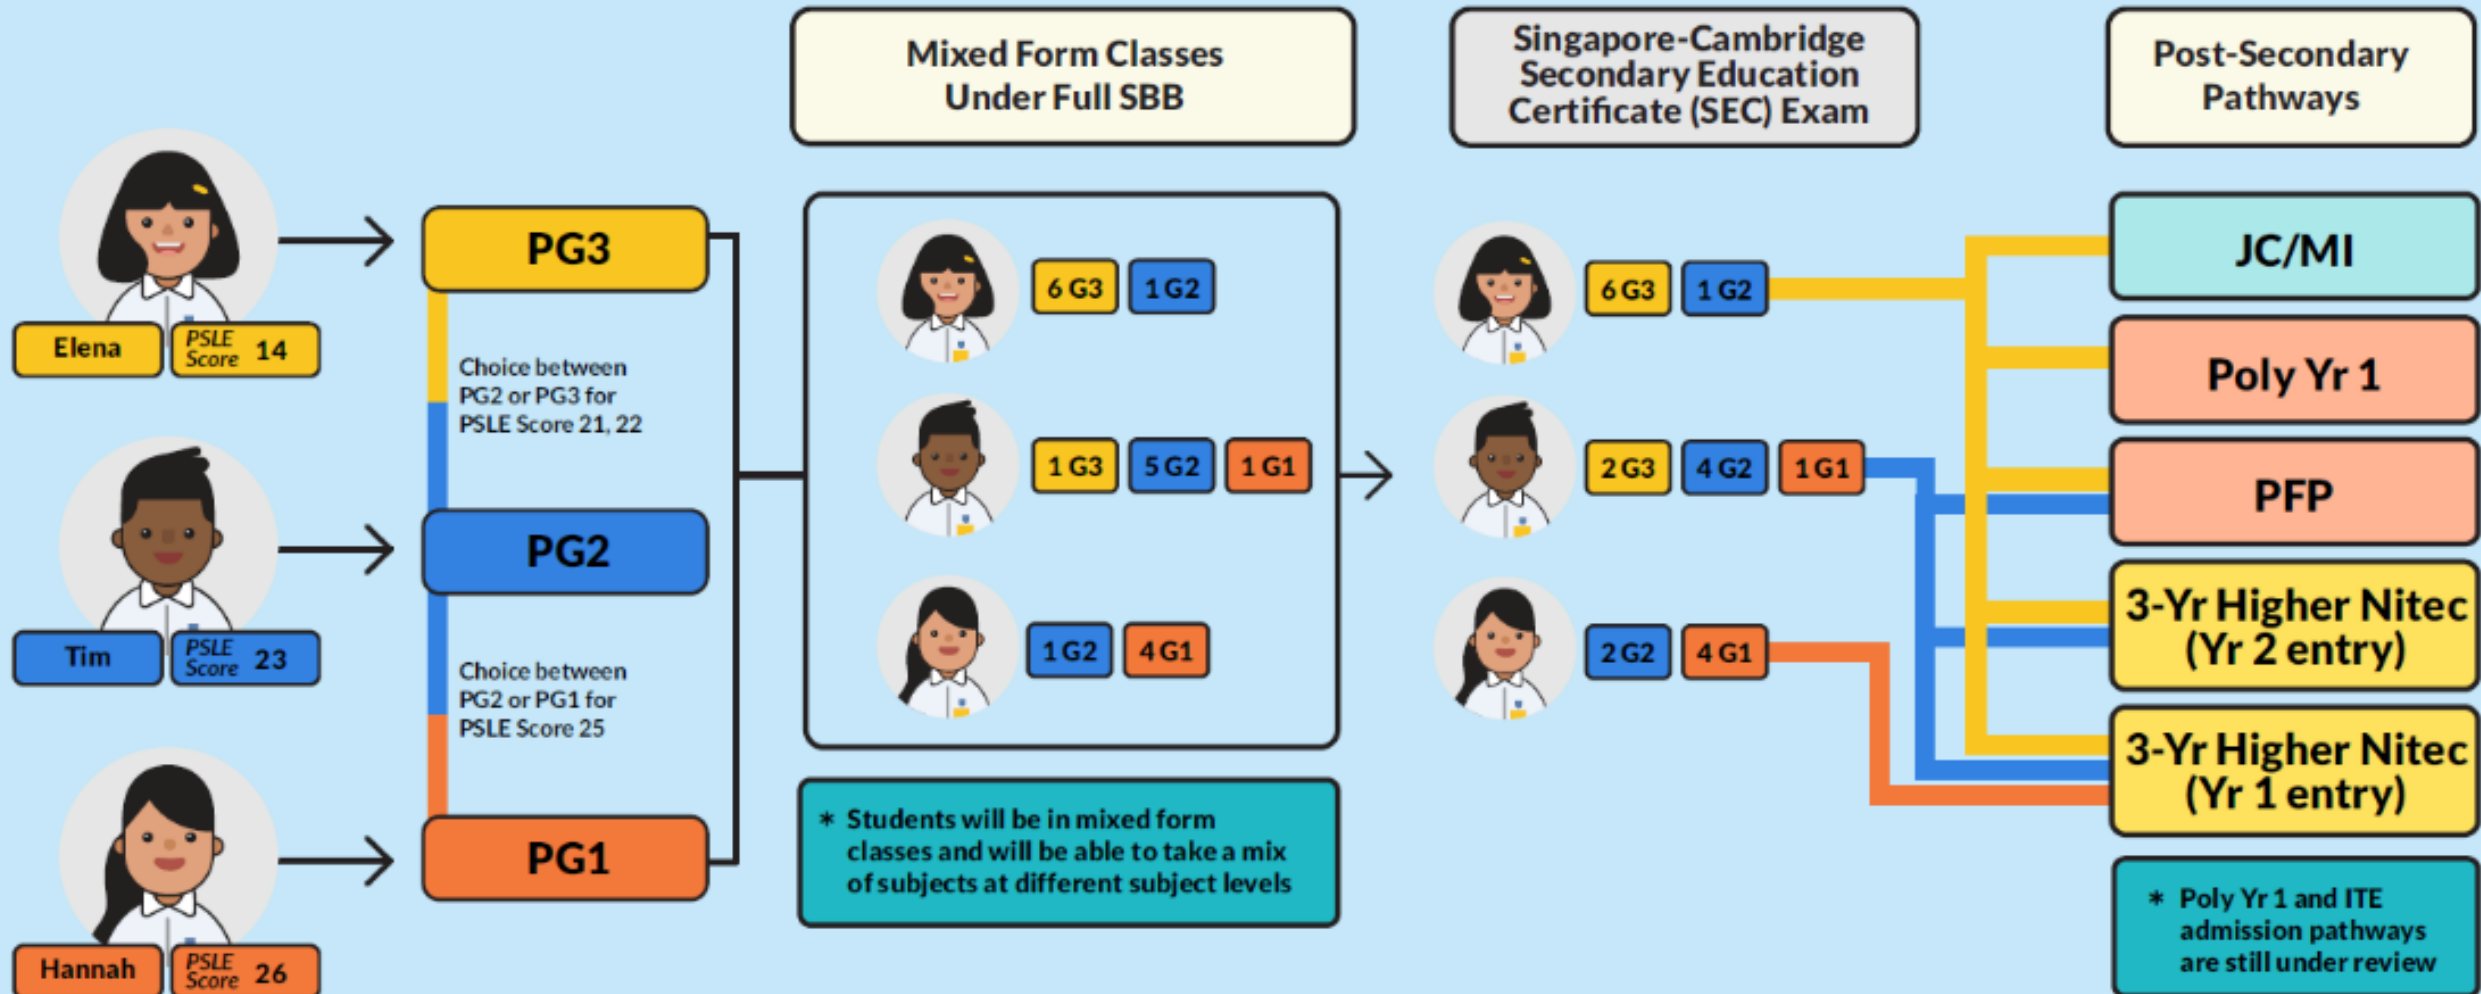 Mixed Form Classes
Under Full SBB
Singapore-Cambridge
Secondary Education
Certificate (SEC) Exam
Post-Secondary
Pathways
Elena
PSLE
Score 14
Tim
PSLE
Score 23
Hannah
PSLE
Score 26
PG3
Choice between
PG2 or PG3 for
PSLE Score 21, 22
PG2
Choice between
PG2 or PG1 for
PSLE Score 25
PG1
6 G3 1 G2
1 G3 5 G2 1 G1
1 G2 4 G1
* Students will be in mixed form
classes and will be able to take a mix
of subjects at different subject levels
6 G3 1 G2
2 G3 4 G2 1 G1
2 G2 4 G1
JC/MI
Poly Yr 1
PFP
3-Yr Higher Nitec
(Yr 2 entry)
3-Yr Higher Nitec
(Yr 1 entry)
* Poly Yr 1 and ITE
admission pathways
are still under review